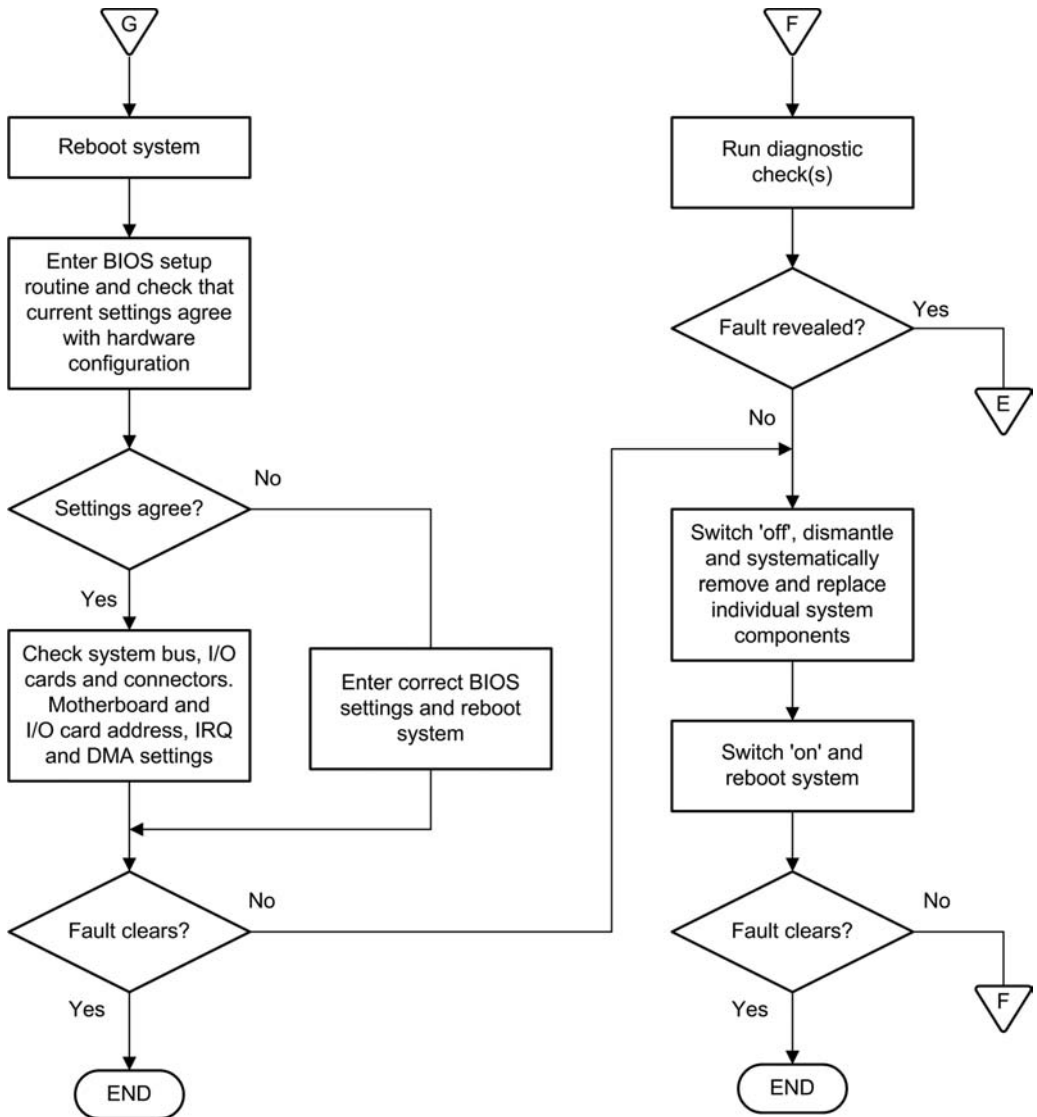 G
Reboot system
Enter BIOS setup
routine and check that
current settings agree
with hardware
configuration
Settings agree?
No
Yes
Check system bus, I/O
cards and connectors.
Motherboard and
I/O card address, IRQ
and DMA settings
Enter correct BIOS
settings and reboot
system
Fault clears?
No
Yes
END
F
Run diagnostic
check(s)
Fault revealed?
Yes
E
No
Switch 'off', dismantle
and systematically
remove and replace
individual system
components
Switch 'on' and
reboot system
Fault clears?
No
F
Yes
END